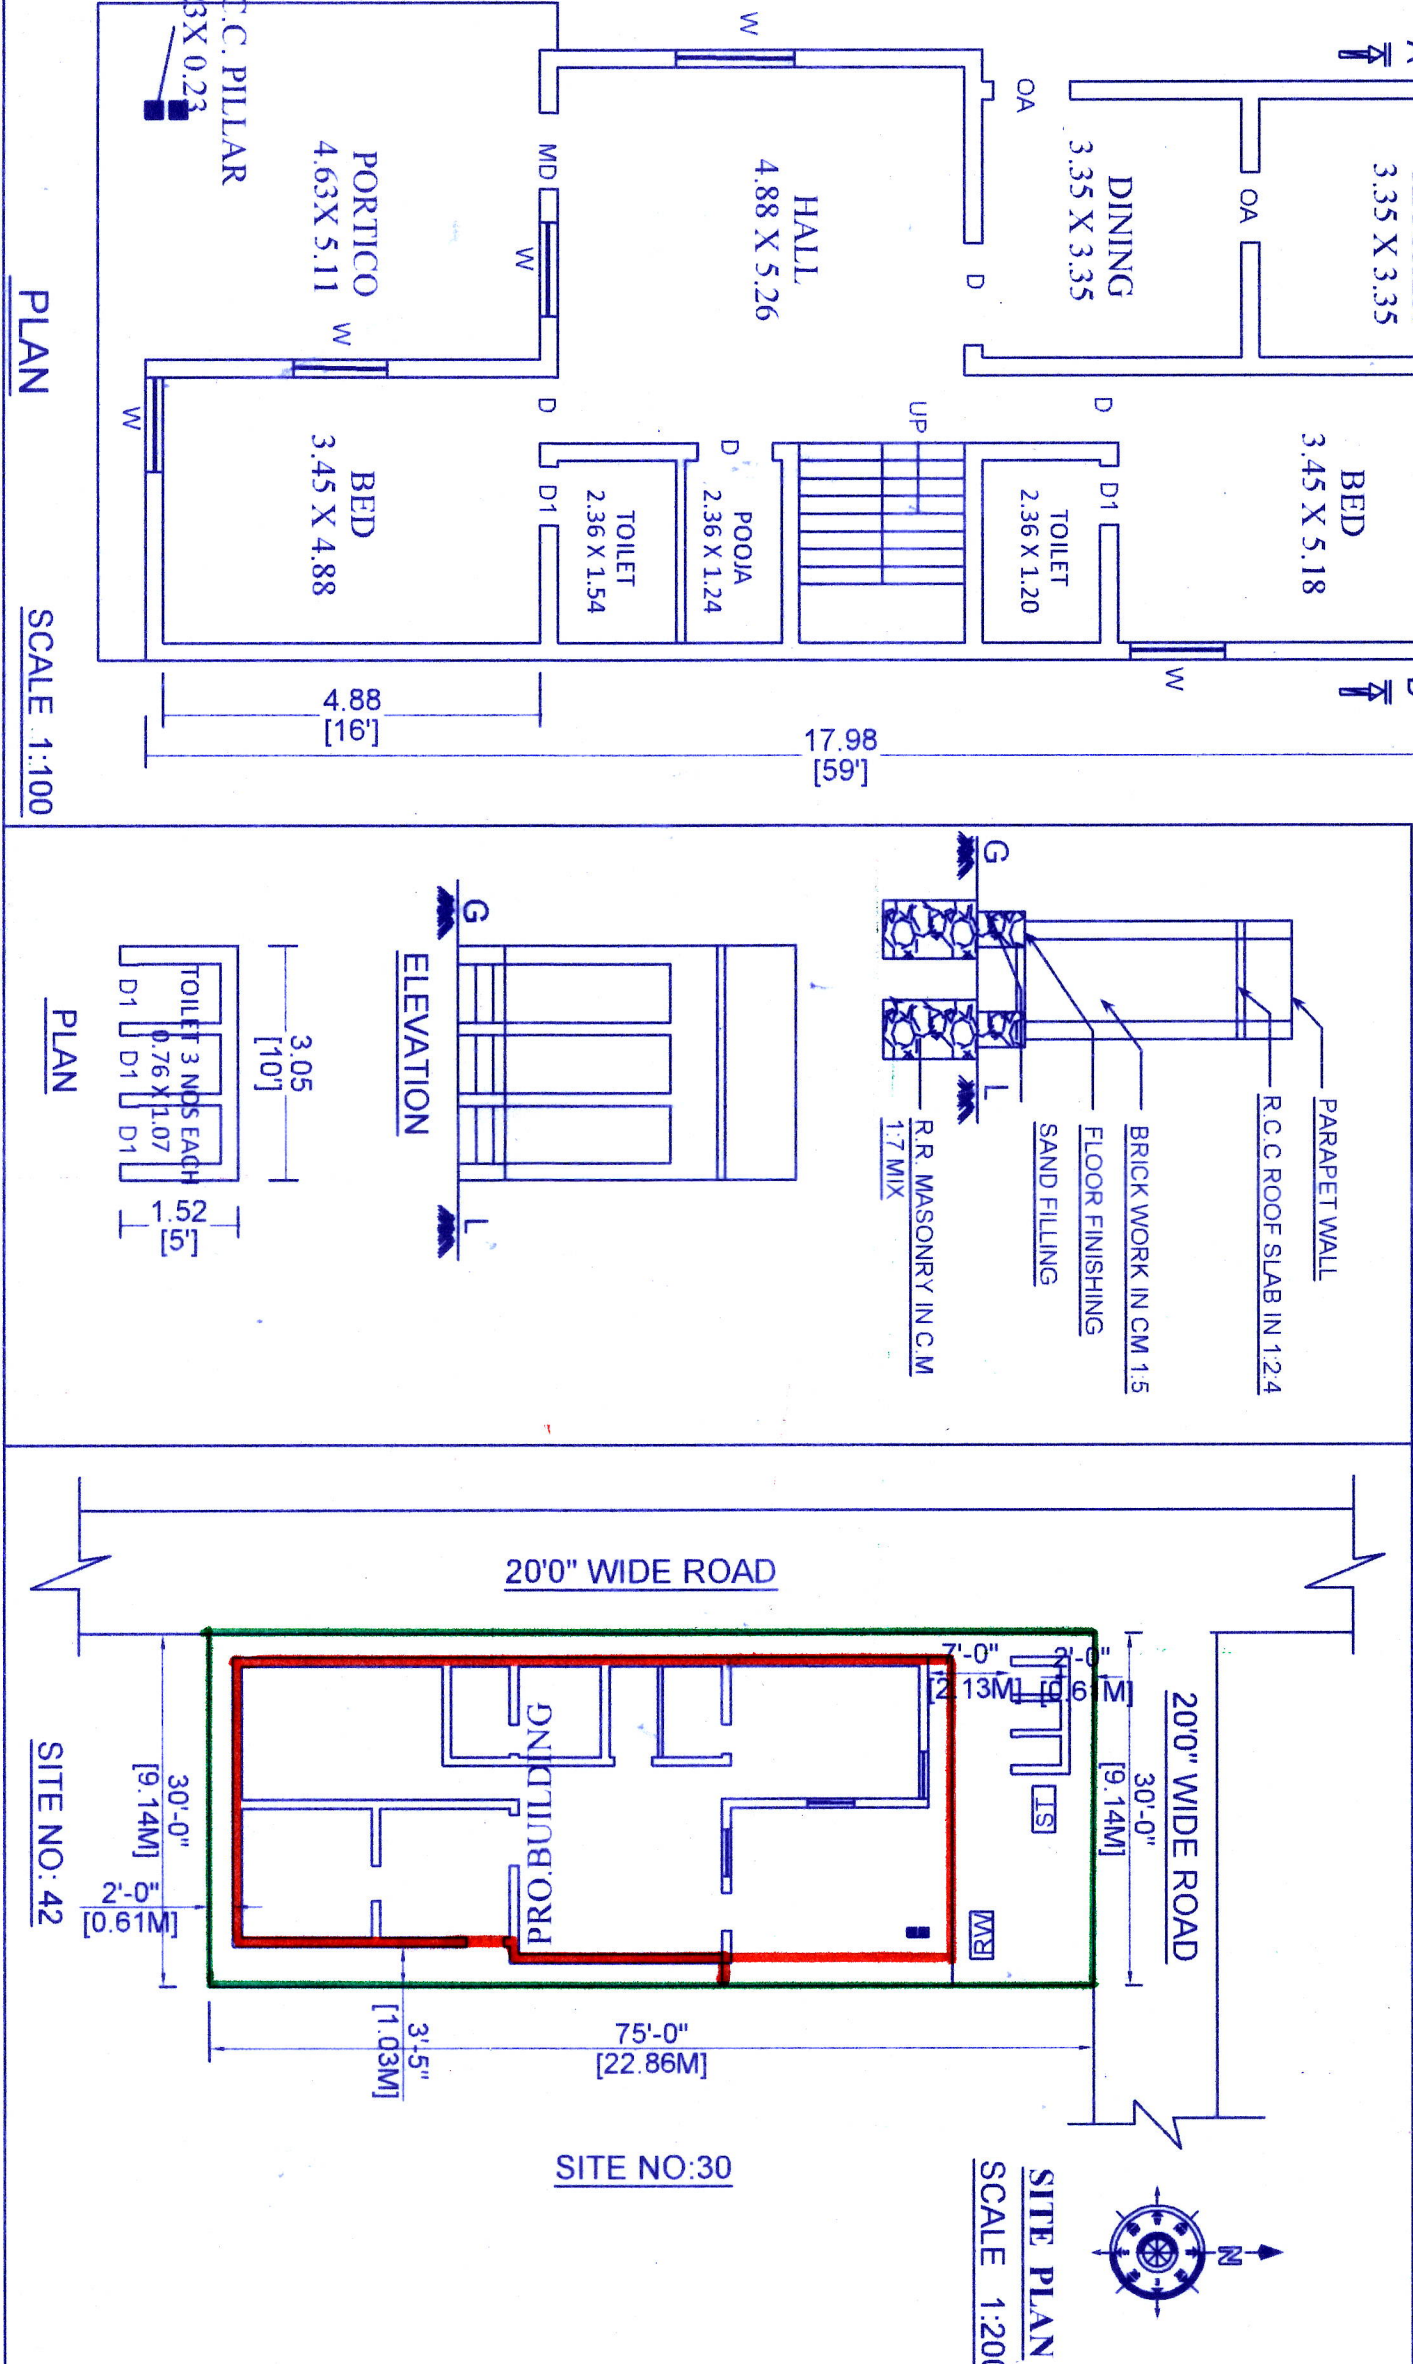 C.C. PILLAR
3X 0.23
PORTICO
4.63X 5.11
W
W
MD
W
HALL
4.88 X 5.26
OA
DINING
3.35 X 3.35
OA
3.35 X 3.35
D
D
BED
3.45 X 5.18
W
BED
3.45 X 4.88
W
D
D1
TOILET
2.36 X 1.54
D
POOJA
2.36 X 1.24
UP
TOILET
2.36 X 1.20
D1
4.88
[16']
17.98
[59']
PLAN
SCALE 1:100
G
L
PARAPET WALL
R.C.C ROOF SLAB IN 1:2:4
BRICK WORK IN CM 1:5
FLOOR FINISHING
SAND FILLING
R.R. MASONRY IN C.M
1:7 MIX
G
L
ELEVATION
3.05
[10']
TOILET 3 NOS EACH
0.76 X 1.07
D1
D1
D1
1.52
[5']
PLAN
20'0" WIDE ROAD
20'0" WIDE ROAD
30'-0"
[9.14M]
7'-0"
[2.13M]
2'-0"
[0.61M]
ST
RW
PRO.BUILDING
30'-0"
[9.14M]
2'-0"
[0.61M]
SITE NO: 42
3'-5"
[1.03M]
75'-0"
[22.86M]
SITE NO:30
N
SITE PLAN
SCALE 1:200